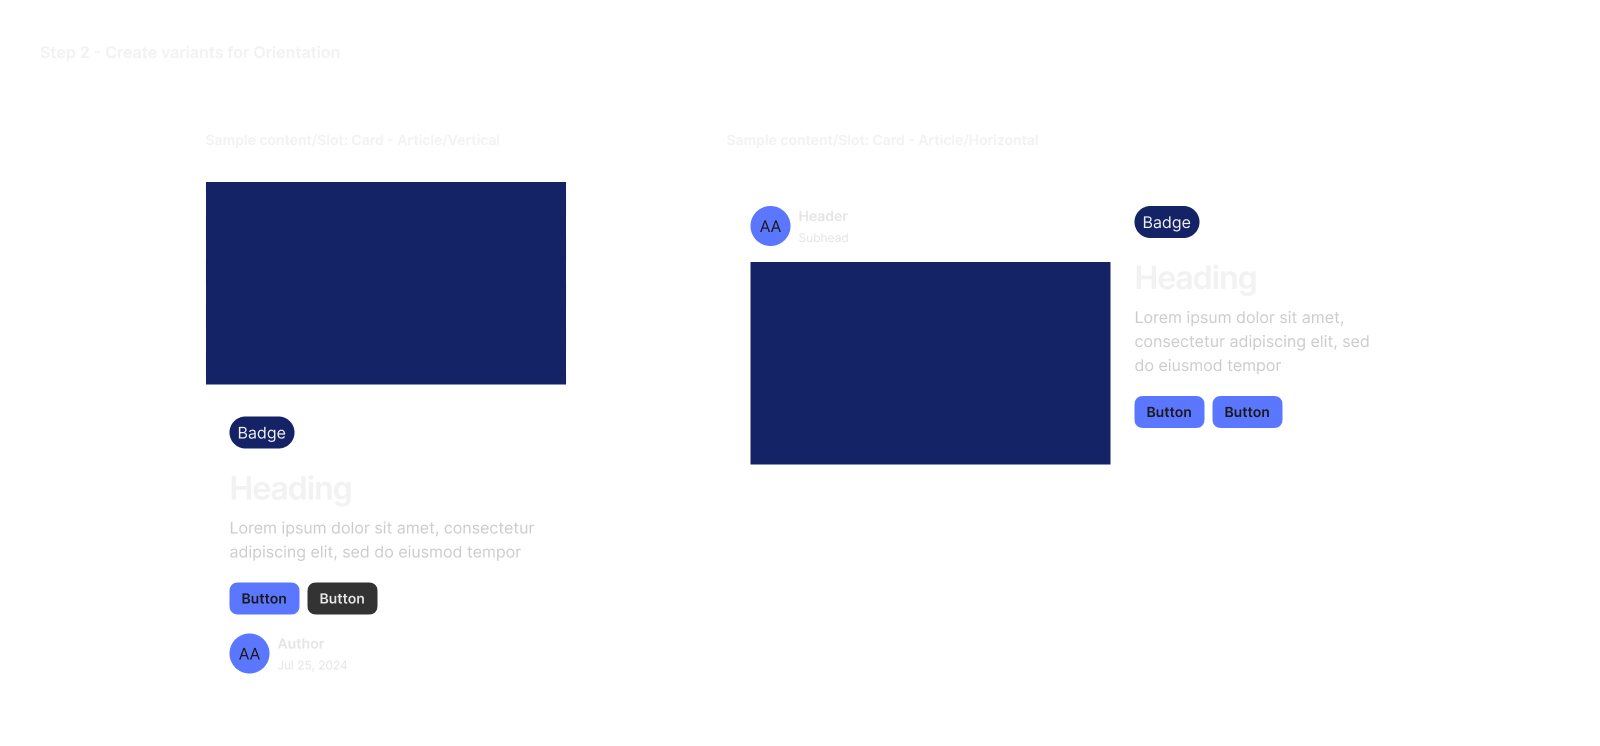 Step 2 - Create variants for Orientation
Sample content/Slot: Card - Article/Vertical
Badge
Heading
Lorem ipsum dolor sit amet, consectetur
adipiscing elit, sed do eiusmod tempor
Button
Button
AA
Author
Jul 25, 2024
Sample content/Slot: Card - Article/Horizontal
AA
Header
Subhead
Badge
Heading
Lorem ipsum dolor sit amet,
consectetur adipiscing elit, sed
do eiusmod tempor
Button
Button